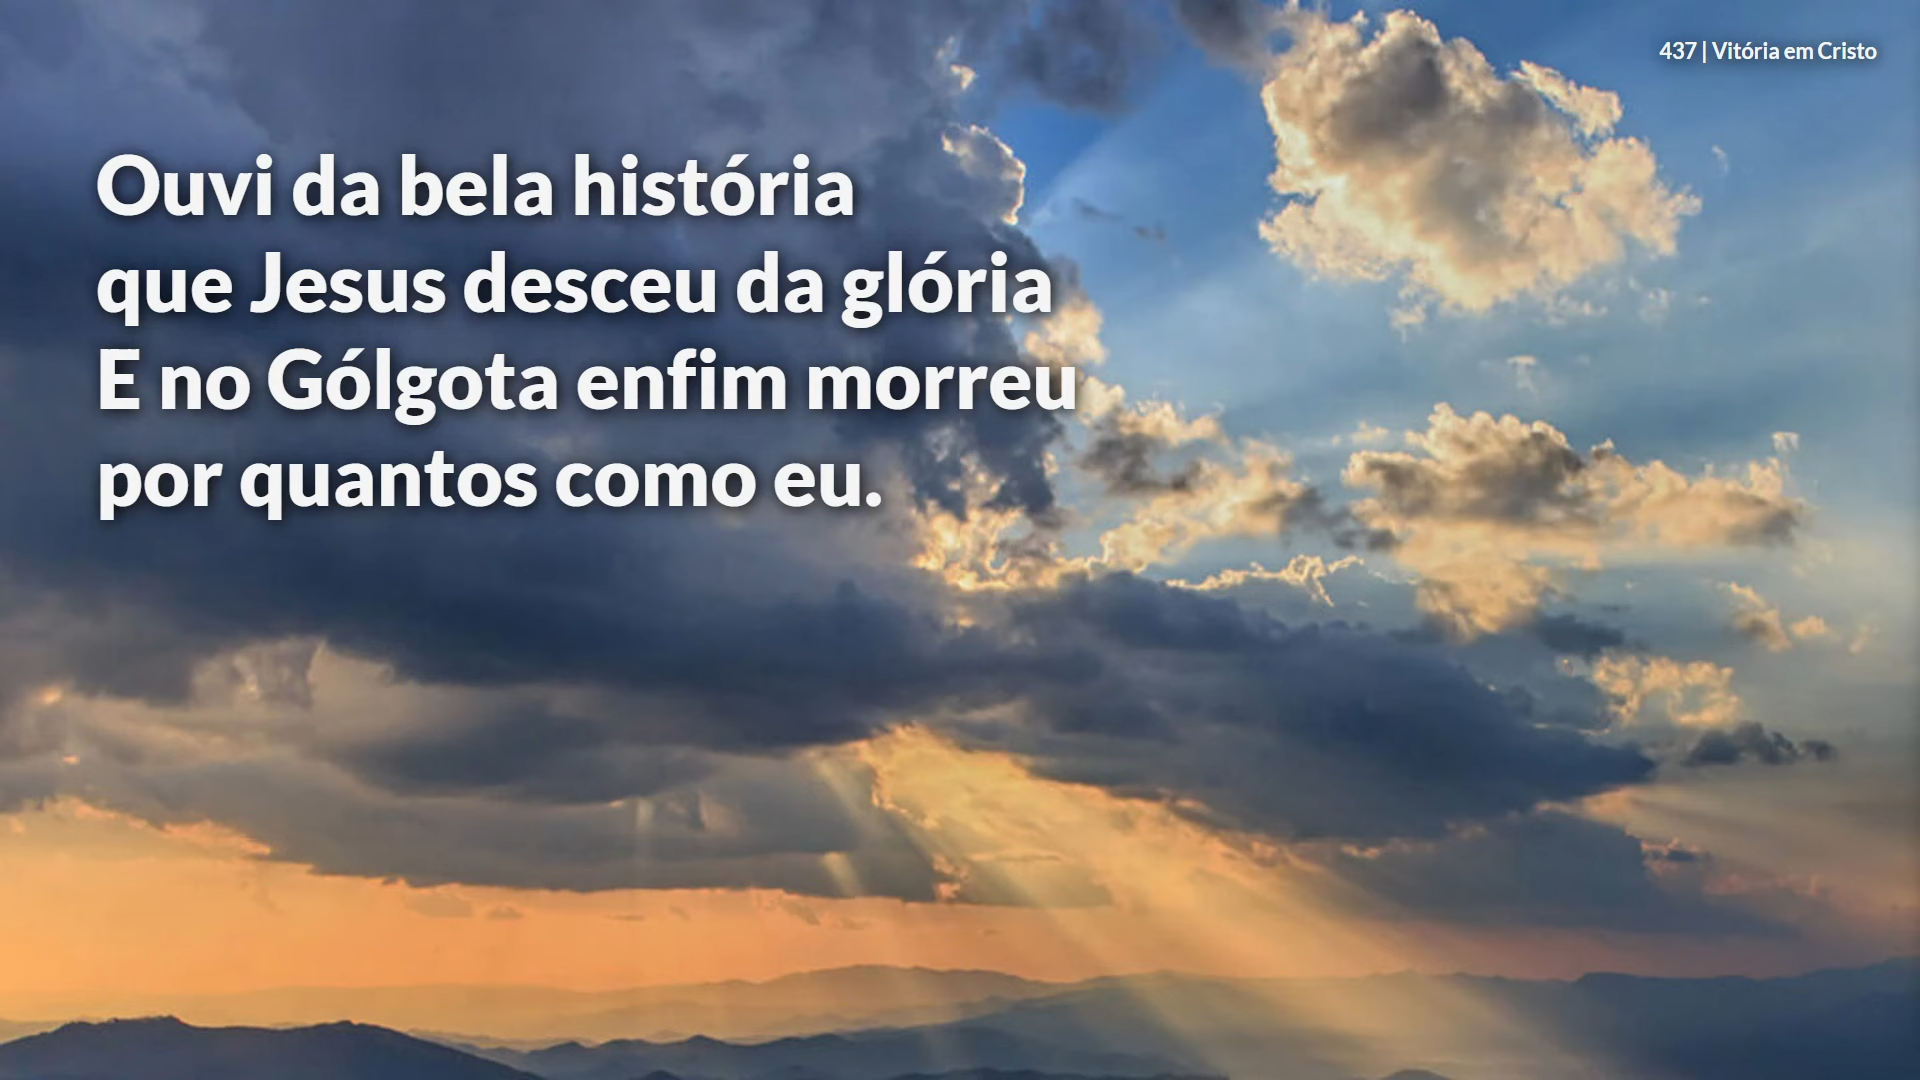 437 | Vitória em Cristo
Ouvi da bela história
que Jesus desceu da glória
E no Gólgota enfim morreu
por quantos como eu.